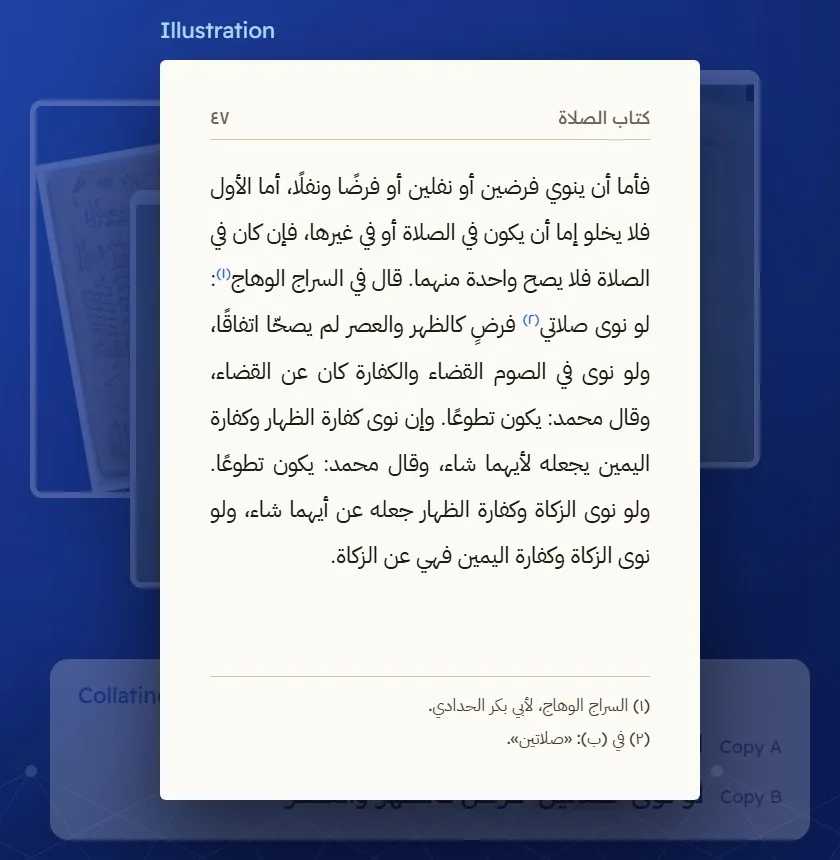 Illustration
كتاب الصلاة ٤٧
فأما أن ينوي فرضين أو نفلين أو فرضًا ونفلًا، أما الأول
فلا يخلو إما أن يكون في الصلاة أو في غيرها، فإن كان في
الصلاة فلا يصح واحدة منهما. قال في السراج الوهاج(١):
لو نوى صلاتي(٢) فرضٍ كالظهر والعصر لم يصحّا اتفاقًا،
ولو نوى في الصوم القضاء والكفارة كان عن القضاء،
وقال محمد: يكون تطوعًا. وإن نوى كفارة الظهار وكفارة
اليمين يجعله لأيهما شاء، وقال محمد: يكون تطوعًا.
ولو نوى الزكاة وكفارة الظهار جعله عن أيهما شاء، ولو
نوى الزكاة وكفارة اليمين فهي عن الزكاة.
(١) السراج الوهاج، لأبي بكر الحدادي.
(٢) في (ب): «صلاتين».
Copy A
Copy B